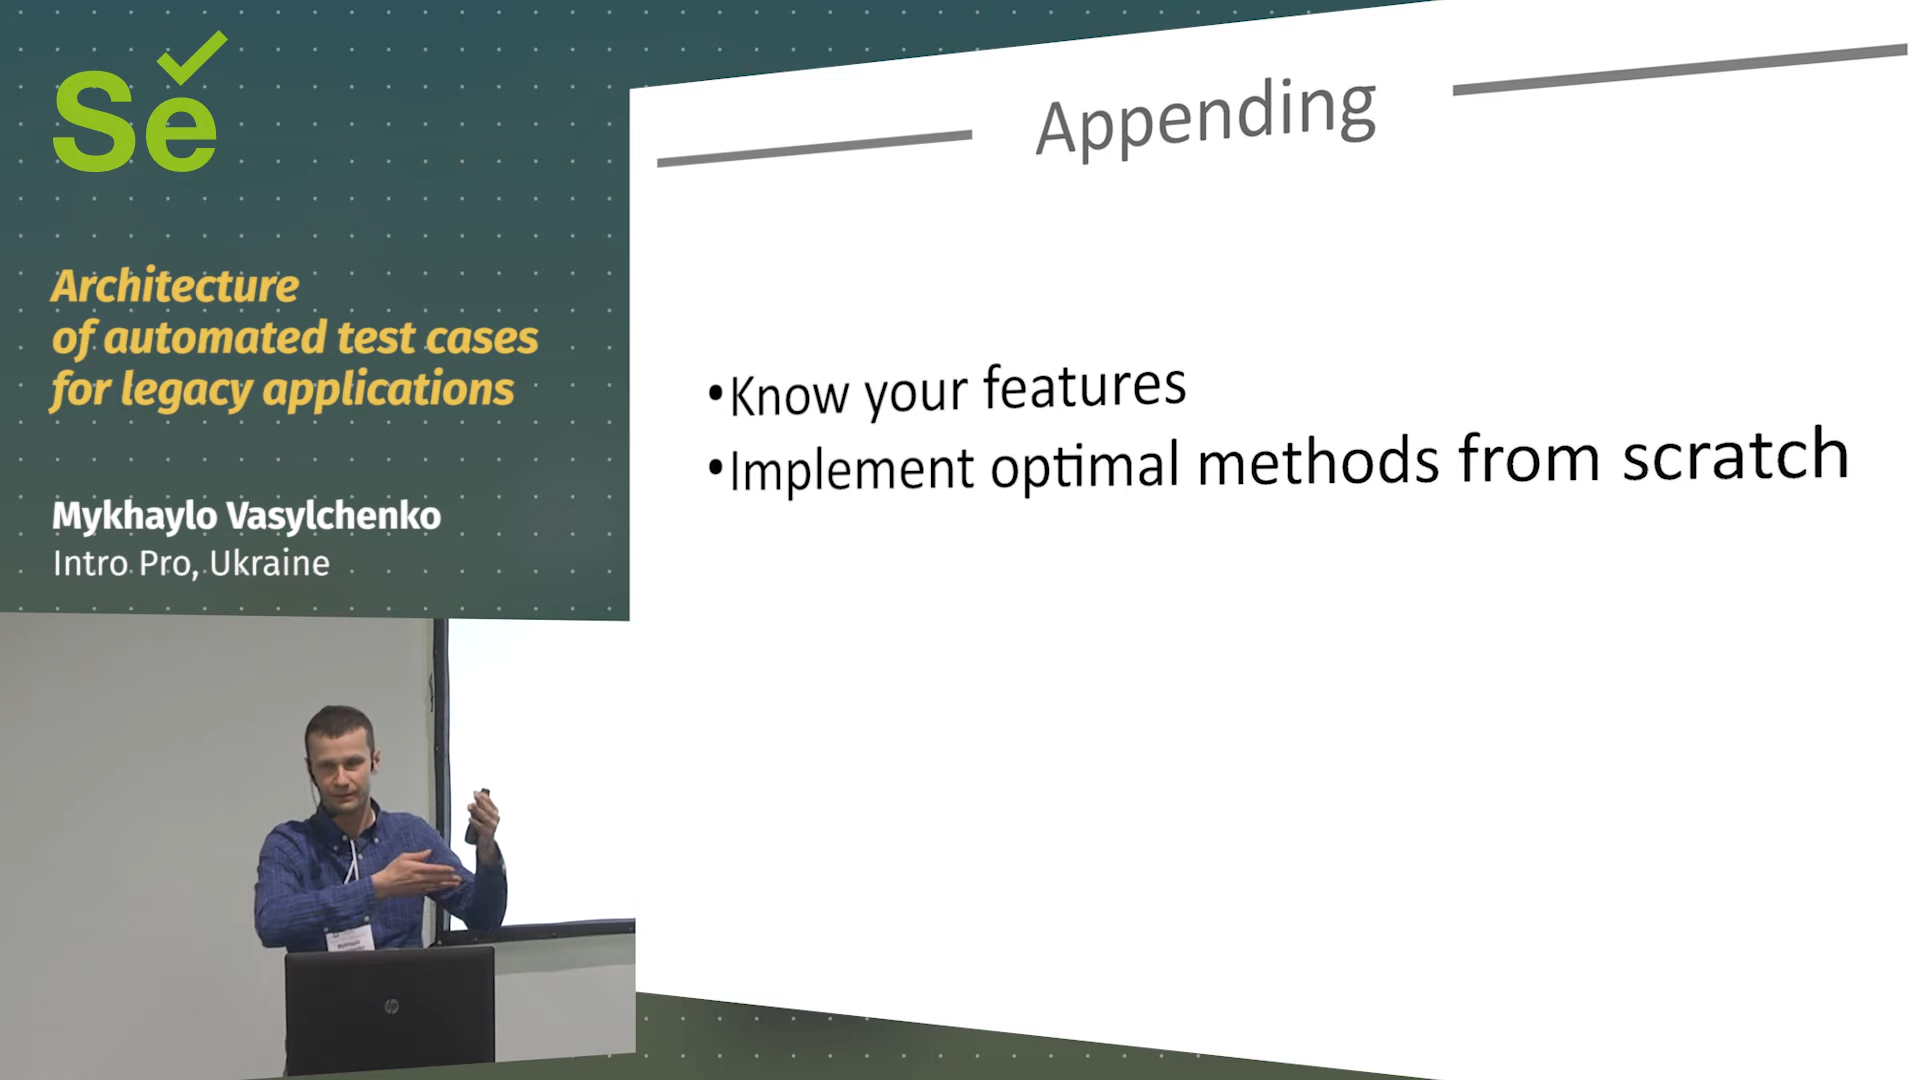 Se
Architecture
of automated test cases
for legacy applications
Mykhaylo Vasylchenko
Intro Pro, Ukraine
Appending
•Know your features
•Implement optimal methods from scratch
hp